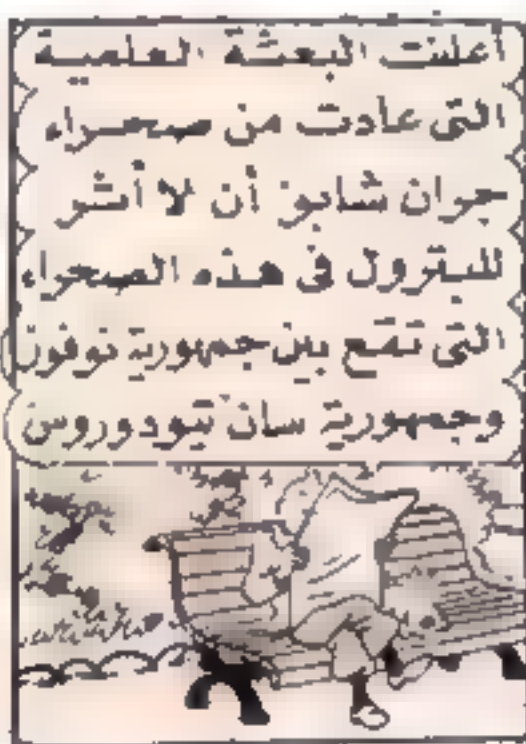 أعلنت البعثة العلمية
التى عادت من صحراء
جران شابو أن لا أثر
للبترول فى هذه الصحراء
التى تقع بين جمهورية نوفوز
وجمهورية سان تيودوروس